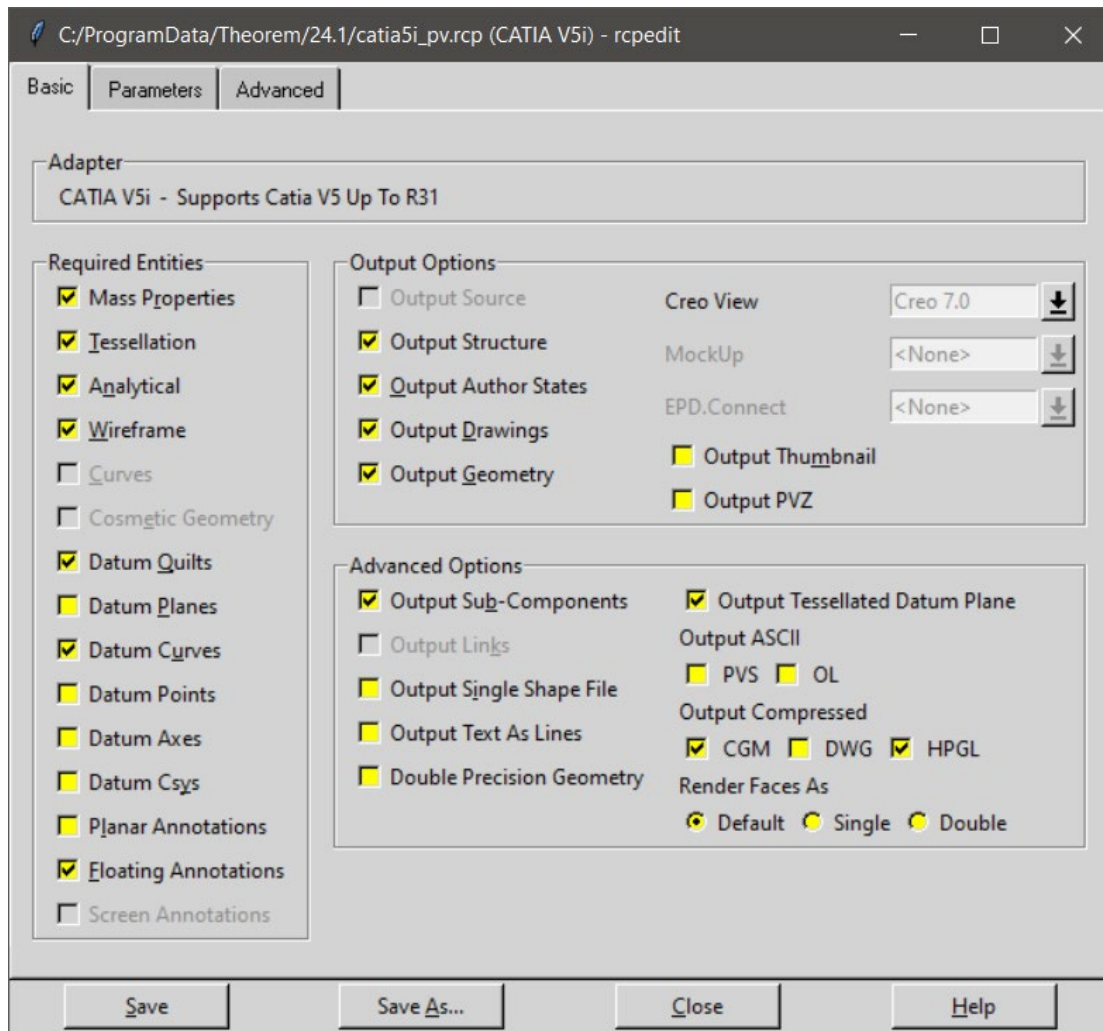 C:/ProgramData/Theorem/24.1/catia5i_pv.rcp (CATIA V5i) - rcpedit
Basic Parameters Advanced
Adapter
CATIA V5i - Supports Catia V5 Up To R31
Required Entities
Mass Properties
Tessellation
Analytical
Wireframe
Curves
Cosmetic Geometry
Datum Quilts
Datum Planes
Datum Curves
Datum Points
Datum Axes
Datum Csys
Planar Annotations
Floating Annotations
Screen Annotations
Output Options
Output Source
Output Structure
Output Author States
Output Drawings
Output Geometry
Creo View Creo 7.0
MockUp <None>
EPD.Connect <None>
Output Thumbnail
Output PVZ
Advanced Options
Output Sub-Components
Output Links
Output Single Shape File
Output Text As Lines
Double Precision Geometry
Output Tessellated Datum Plane
Output ASCII
PVS OL
Output Compressed
CGM DWG HPGL
Render Faces As
Default Single Double
Save Save As... Close Help